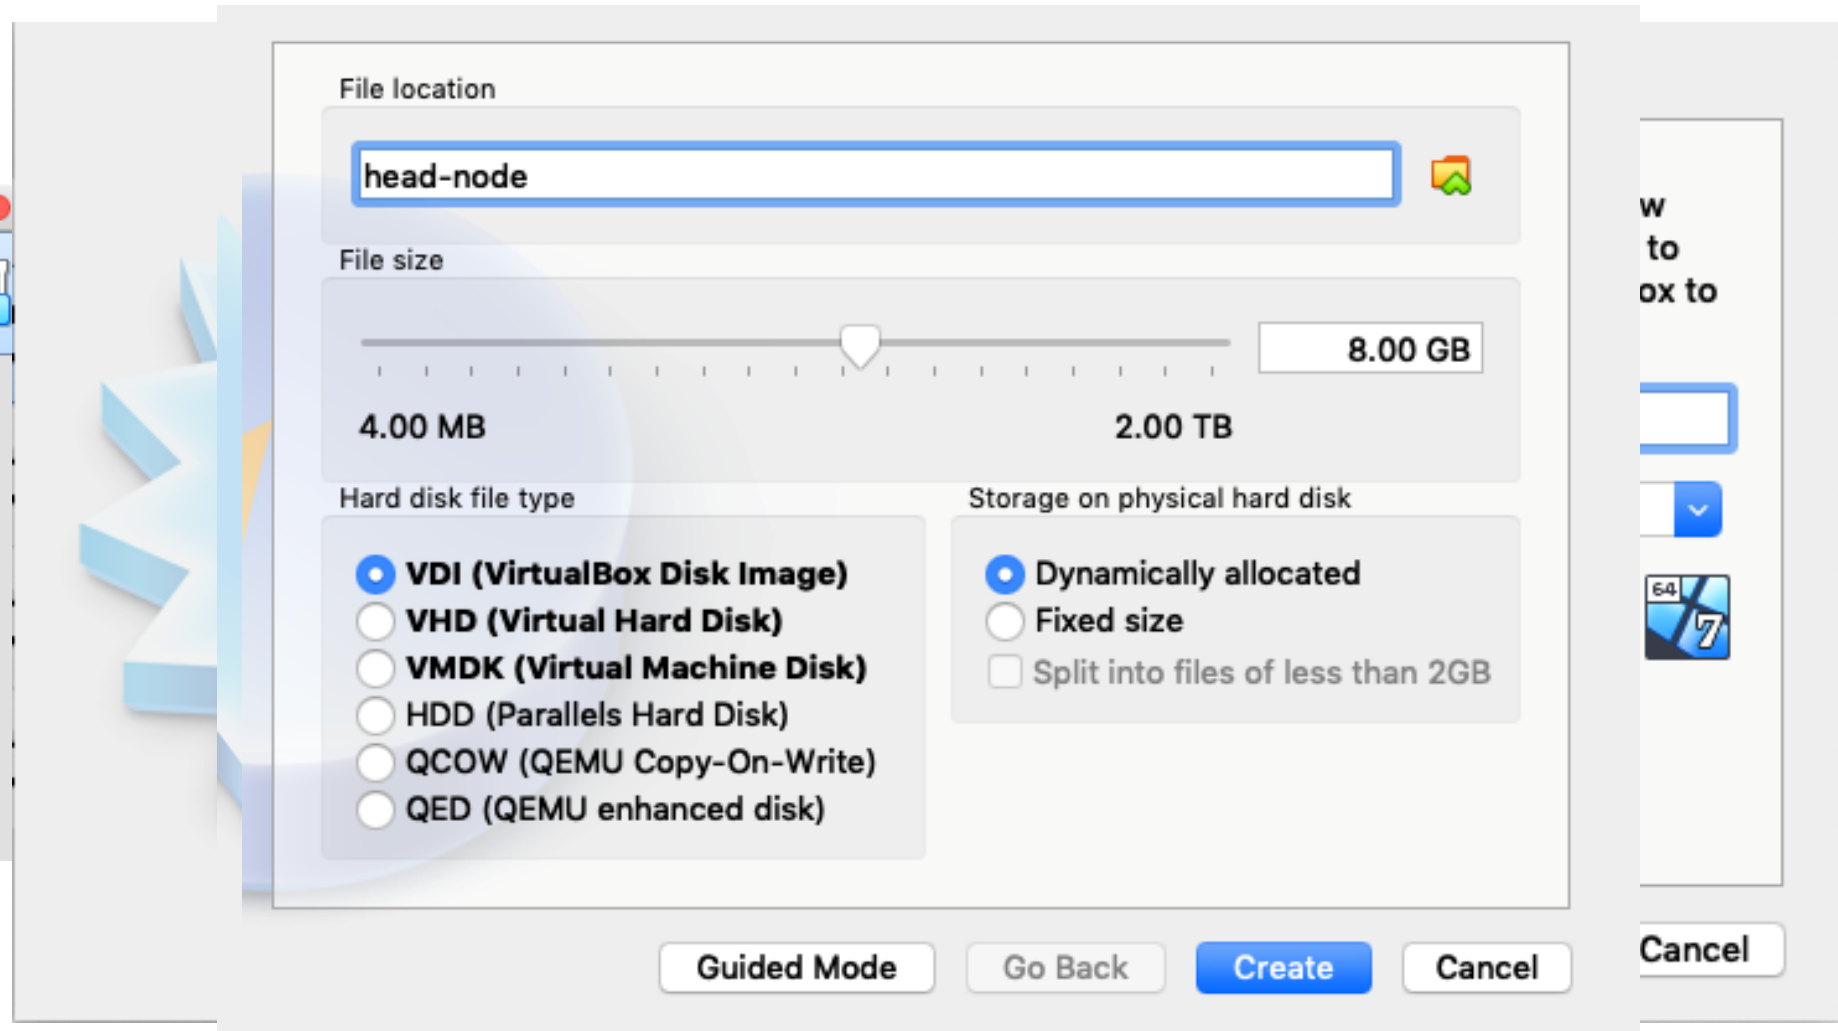 File location
head-node
File size
8.00 GB
4.00 MB
2.00 TB
Hard disk file type
VDI (VirtualBox Disk Image)
VHD (Virtual Hard Disk)
VMDK (Virtual Machine Disk)
HDD (Parallels Hard Disk)
QCOW (QEMU Copy-On-Write)
QED (QEMU enhanced disk)
Storage on physical hard disk
Dynamically allocated
Fixed size
Split into files of less than 2GB
Guided Mode
Go Back
Create
Cancel
w
to
ox to
64
7
Cancel